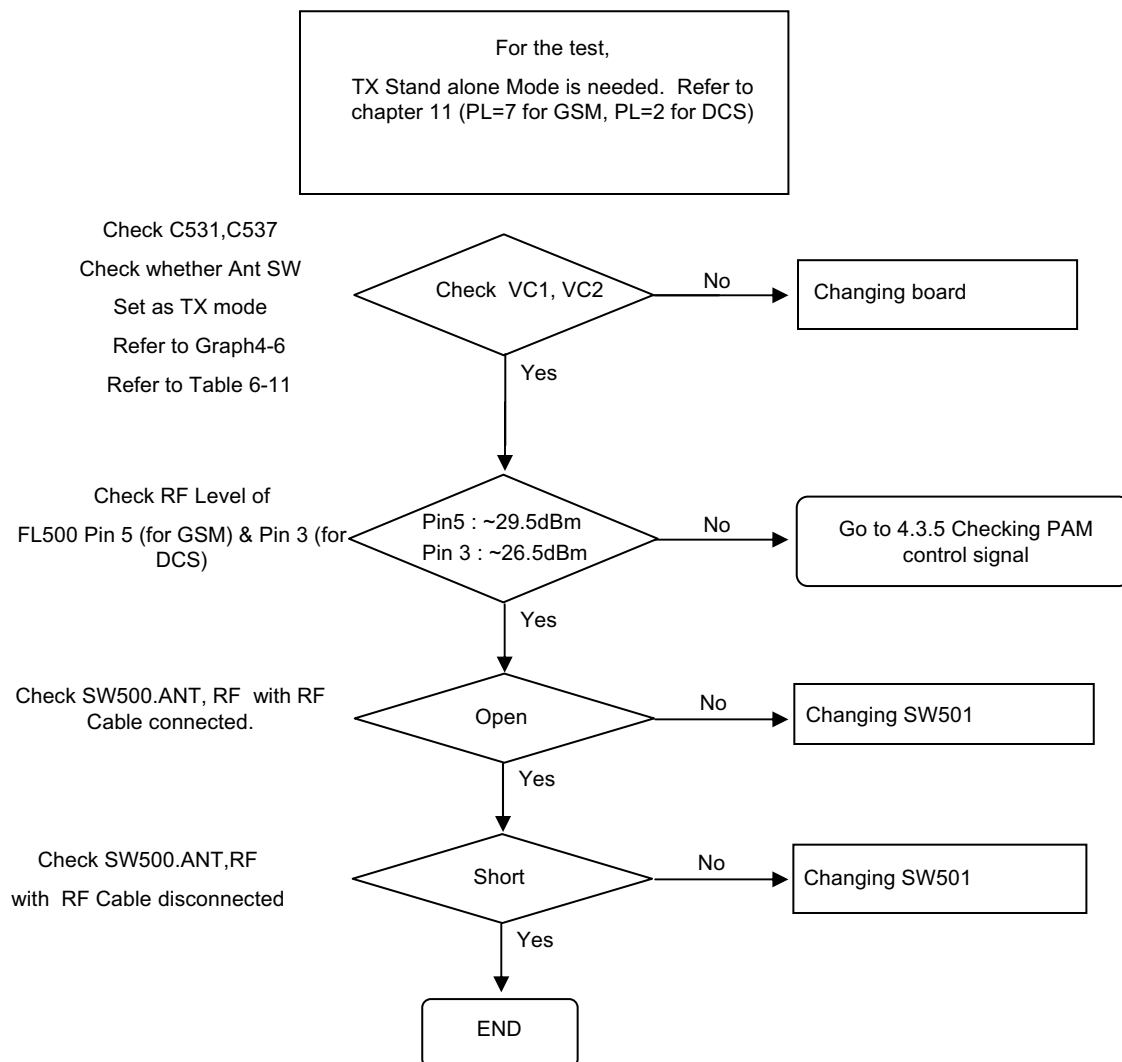 For the test,
TX Stand alone Mode is needed. Refer to
chapter 11 (PL=7 for GSM, PL=2 for DCS)
Check C531,C537
Check whether Ant SW
Set as TX mode
Refer to Graph4-6
Refer to Table 6-11
Check VC1, VC2
No
Changing board
Yes
Check RF Level of
FL500 Pin 5 (for GSM) & Pin 3 (for
DCS)
Pin5 : ~29.5dBm
Pin 3 : ~26.5dBm
No
Go to 4.3.5 Checking PAM
control signal
Yes
Check SW500.ANT, RF with RF
Cable connected.
Open
No
Changing SW501
Yes
Check SW500.ANT,RF
with RF Cable disconnected
Short
No
Changing SW501
Yes
END